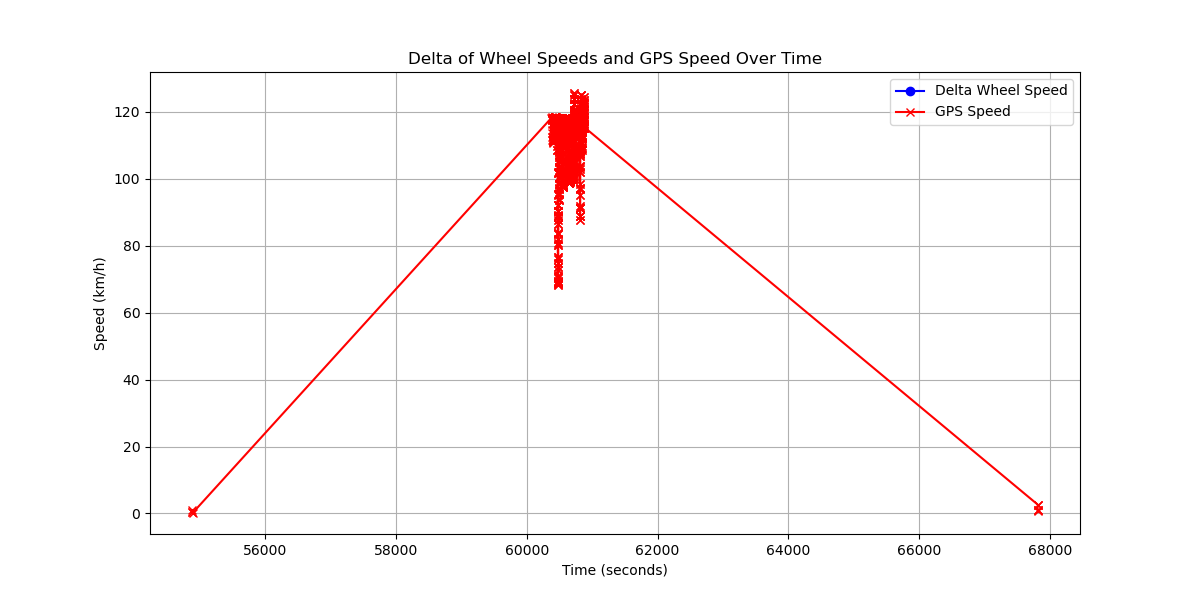 Delta of Wheel Speeds and GPS Speed Over Time
Delta Wheel Speed
GPS Speed
Speed (km/h)
120
100
80
60
40
20
0
56000 58000 60000 62000 64000 66000 68000
Time (seconds)